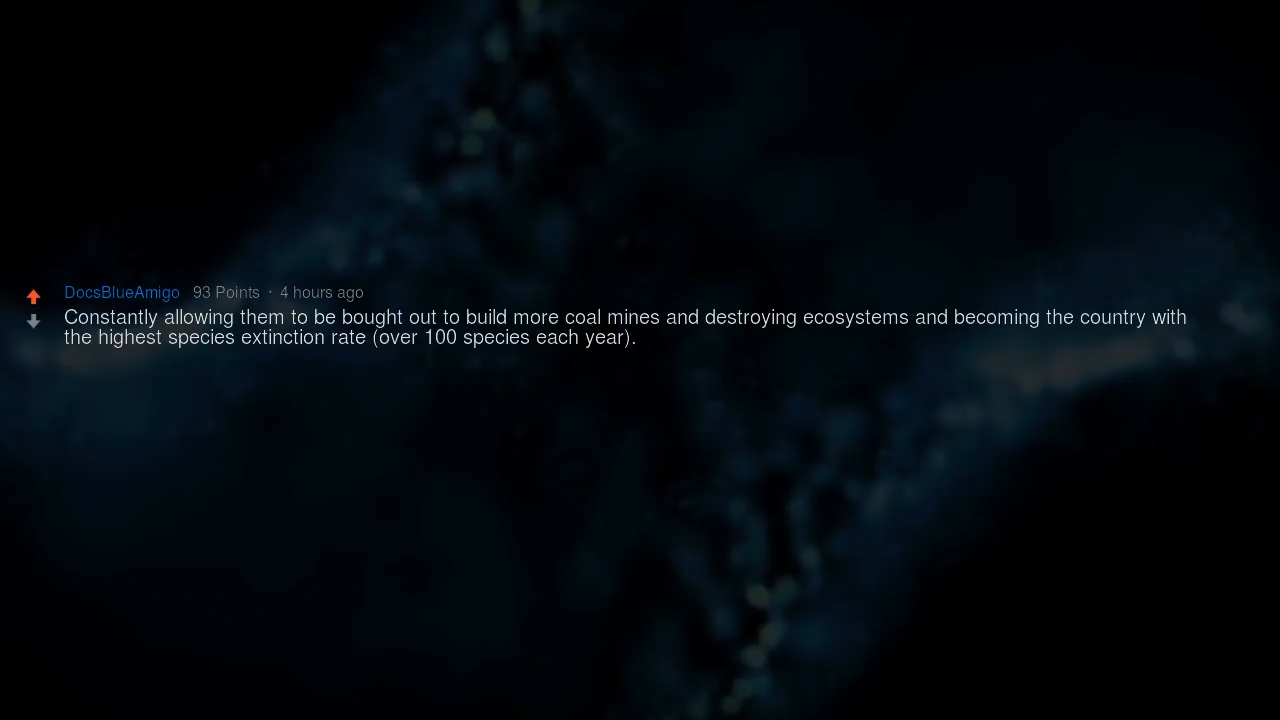 DocsBlueAmigo 93 Points · 4 hours ago
Constantly allowing them to be bought out to build more coal mines and destroying ecosystems and becoming the country with
the highest species extinction rate (over 100 species each year).